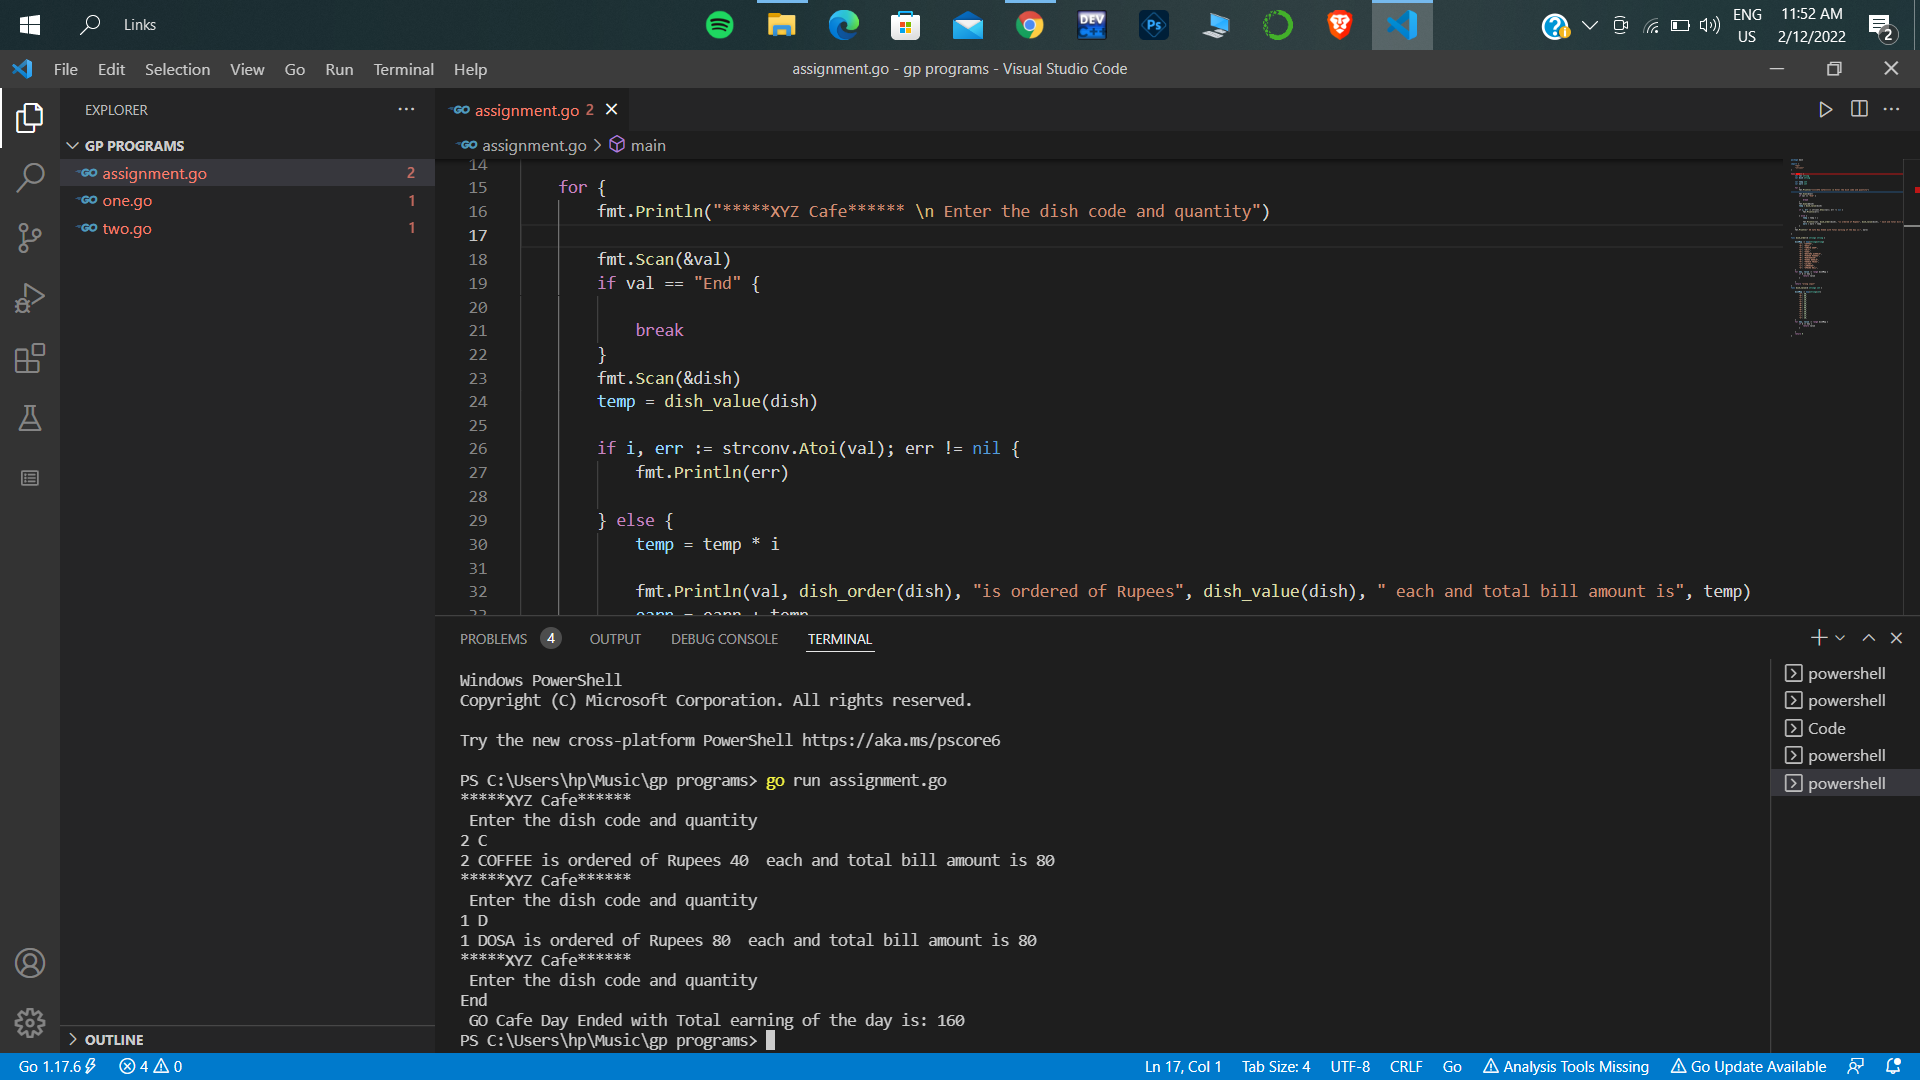 Links
ENG
US
11:52 AM
2/12/2022
2
DEV
C++
Ps
File Edit Selection View Go Run Terminal Help
assignment.go - gp programs - Visual Studio Code
EXPLORER
GP PROGRAMS
GO assignment.go 2
GO one.go 1
GO two.go 1
OUTLINE
GO assignment.go 2
GO assignment.go > main
14
15 for {
16 fmt.Println("*****XYZ Cafe****** \n Enter the dish code and quantity")
17
18 fmt.Scan(&val)
19 if val == "End" {
20
21 break
22 }
23 fmt.Scan(&dish)
24 temp = dish_value(dish)
25
26 if i, err := strconv.Atoi(val); err != nil {
27 fmt.Println(err)
28
29 } else {
30 temp = temp * i
31
32 fmt.Println(val, dish_order(dish), "is ordered of Rupees", dish_value(dish), " each and total bill amount is", temp)
33 earn = earn + temp
PROBLEMS 4 OUTPUT DEBUG CONSOLE TERMINAL
Windows PowerShell
Copyright (C) Microsoft Corporation. All rights reserved.
Try the new cross-platform PowerShell https://aka.ms/pscore6
PS C:\Users\hp\Music\gp programs> go run assignment.go
*****XYZ Cafe******
Enter the dish code and quantity
2 C
2 COFFEE is ordered of Rupees 40  each and total bill amount is 80
*****XYZ Cafe******
Enter the dish code and quantity
1 D
1 DOSA is ordered of Rupees 80  each and total bill amount is 80
*****XYZ Cafe******
Enter the dish code and quantity
End
GO Cafe Day Ended with Total earning of the day is: 160
PS C:\Users\hp\Music\gp programs>
powershell
powershell
Code
powershell
powershell
Go 1.17.6 4 0
Ln 17, Col 1 Tab Size: 4 UTF-8 CRLF Go Analysis Tools Missing Go Update Available